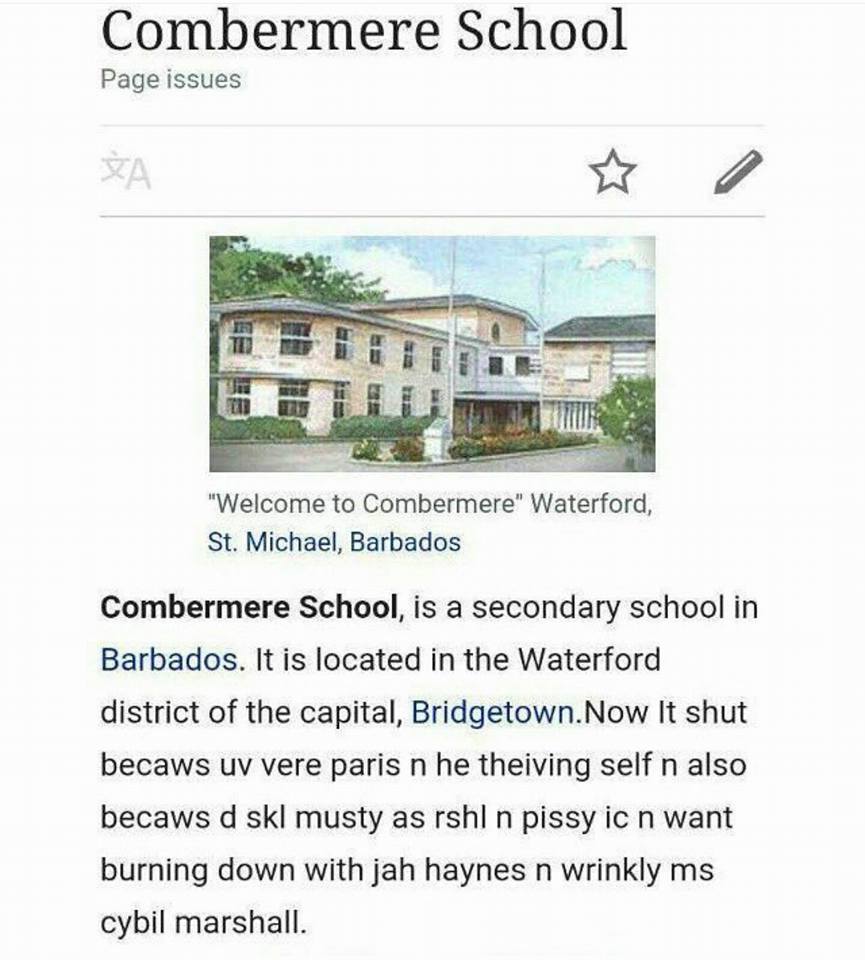 Combermere School
Page issues
文A
"Welcome to Combermere" Waterford,
St. Michael, Barbados
Combermere School, is a secondary school in
Barbados. It is located in the Waterford
district of the capital, Bridgetown.Now It shut
becaws uv vere paris n he theiving self n also
becaws d skl musty as rshl n pissy ic n want
burning down with jah haynes n wrinkly ms
cybil marshall.